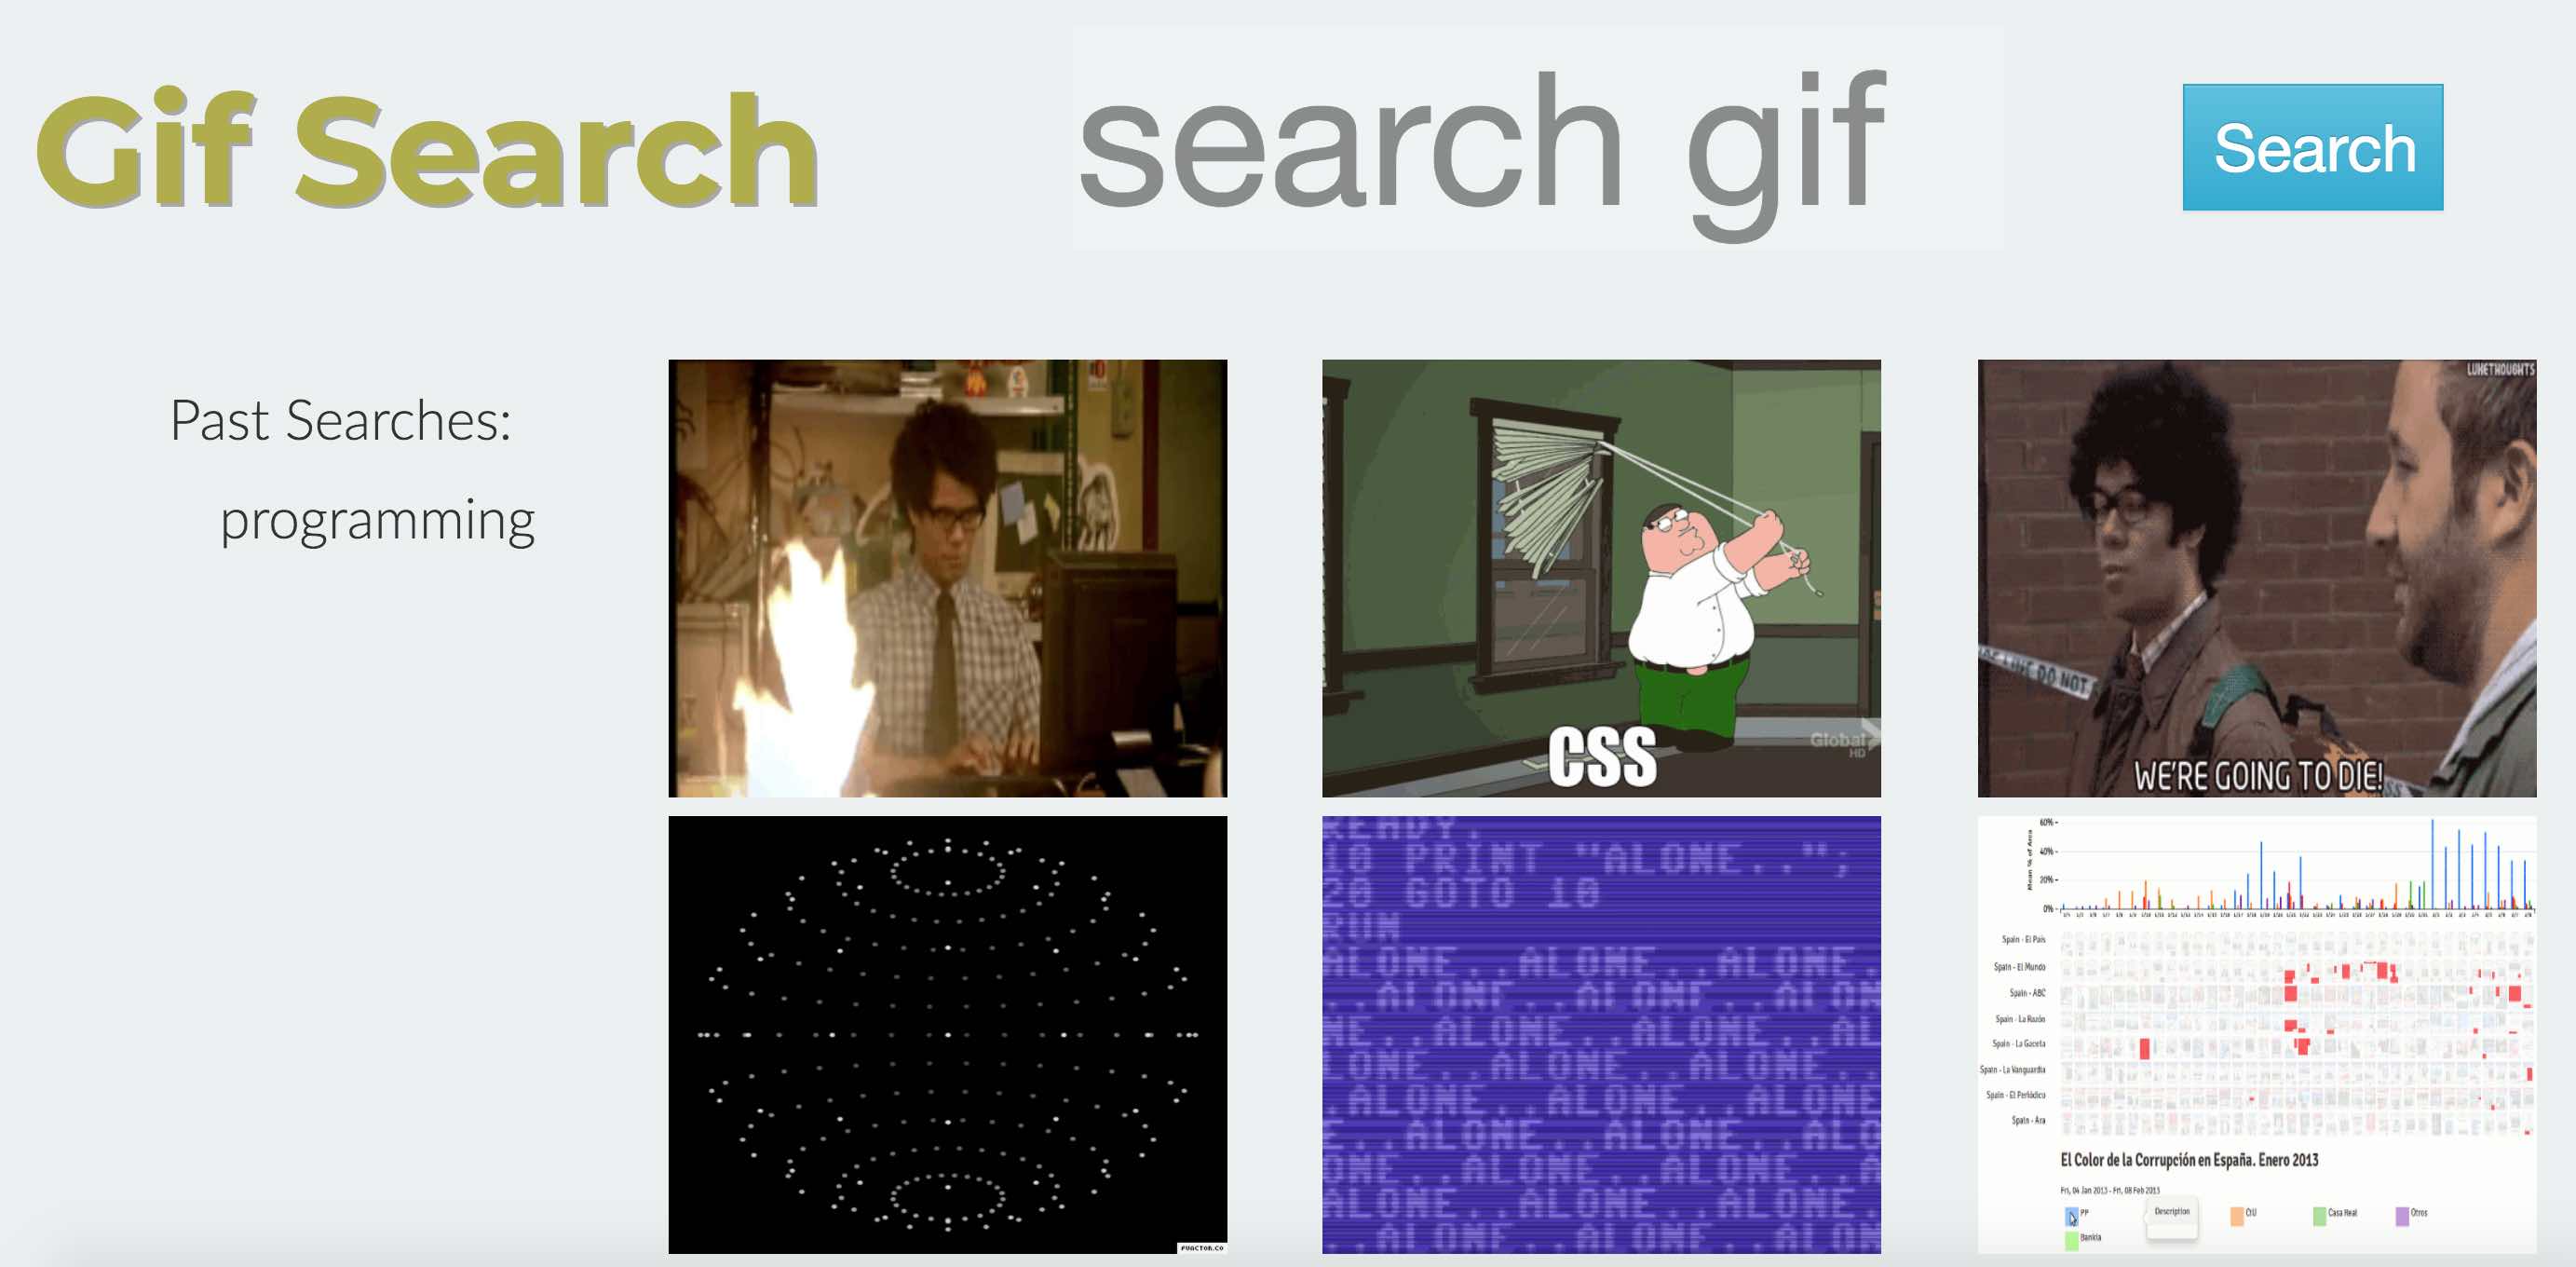 Gif Search
search gif
Search
Past Searches:
programming
CSS
Global
HD
LUKETHOUGHTS
DO NOT
WE'RE GOING TO DIE!
FUNCTOR.CO
READY.
10 PRINT "ALONE..";
20 GOTO 10
RUN
ALONE..ALONE..ALONE.
..ALONE..ALONE..ALON
NE..ALONE..ALONE..AL
LONE..ALONE..ALONE..
.ALONE..ALONE..ALONE
E..ALONE..ALONE..ALO
ONE..ALONE..ALONE..A
ALONE..ALONE..ALONE.
..ALONE..ALONE..ALON
Mean % of Area
60%
40%
20%
0%
Spain - El País
Spain - El Mundo
Spain - ABC
Spain - La Razón
Spain - La Gaceta
Spain - La Vanguardia
Spain - El Periódico
Spain - Ara
El Color de la Corrupción en España. Enero 2013
Fri, 04 Jan 2013 - Fri, 08 Feb 2013
PP
Description
CiU
Casa Real
Otros
Bankia